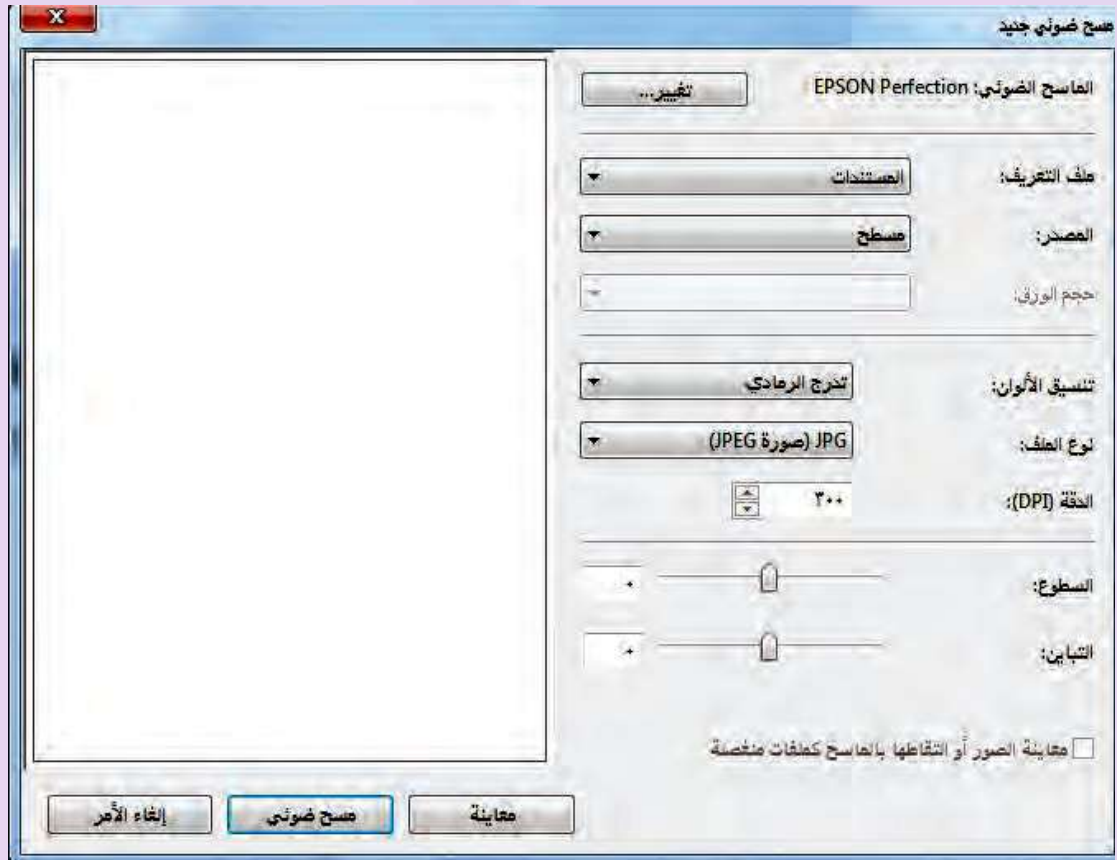 مسح ضوئي جديد
الماسح الضوئي: EPSON Perfection
تغيير...
ملف التعريف: المستندات
المصدر: مسطح
حجم الورق:
تنسيق الألوان: تدرج الرمادي
نوع الملف: JPG (صورة JPEG)
الدقة (DPI): ٣٠٠
السطوع: ٠
التباين: ٠
معاينة الصور أو التقاطها بالماسح كملفات منفصلة
معاينة
مسح ضوئي
إلغاء الأمر